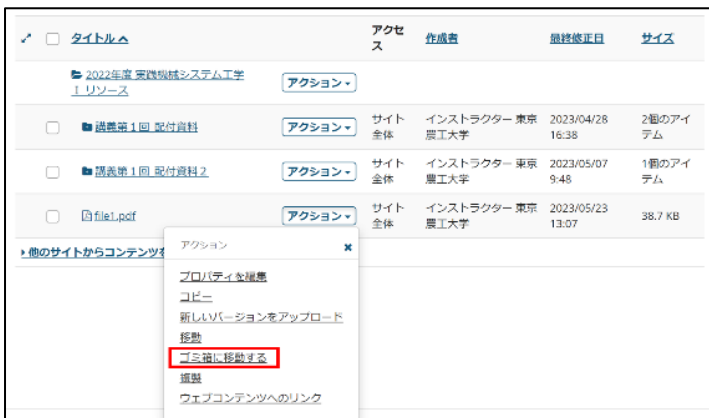 タイトル へ アクセス 作成者 最終修正日 サイズ
2022年度 実践機械システム工学 I リソース アクション
講義第１回 配付資料 アクション サイト全体 インストラクター 東京農工大学 2023/04/28 16:38 2個のアイテム
講義第１回 配付資料２ アクション サイト全体 インストラクター 東京農工大学 2023/05/07 9:48 1個のアイテム
file1.pdf アクション サイト全体 インストラクター 東京農工大学 2023/05/23 13:07 38.7 KB
他のサイトからコンテンツを
アクション ×
プロパティを編集
コピー
新しいバージョンをアップロード
移動
ゴミ箱に移動する
複製
ウェブコンテンツへのリンク